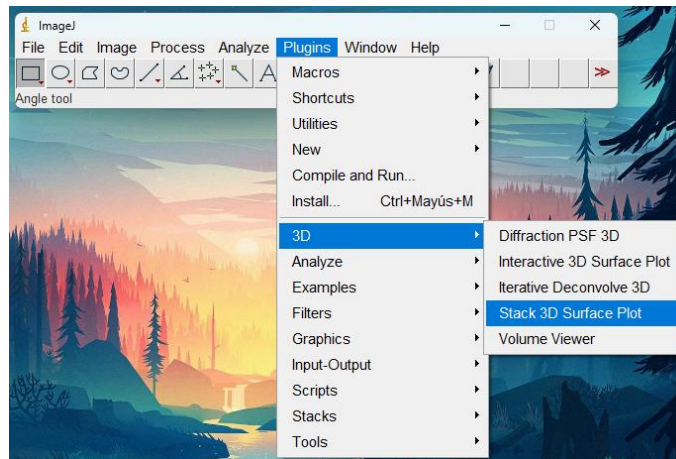 ImageJ
File Edit Image Process Analyze Plugins Window Help
Angle tool
Macros
Shortcuts
Utilities
New
Compile and Run...
Install... Ctrl+Mayús+M
3D
Analyze
Examples
Filters
Graphics
Input-Output
Scripts
Stacks
Tools
Diffraction PSF 3D
Interactive 3D Surface Plot
Iterative Deconvolve 3D
Stack 3D Surface Plot
Volume Viewer